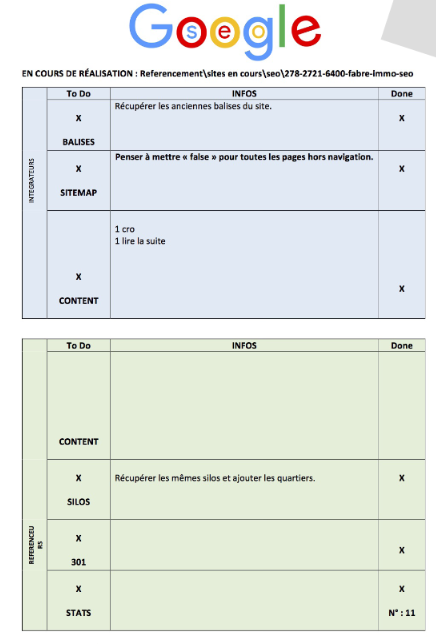 Gseogle
EN COURS DE RÉALISATION : Referencement\sites en cours\seo\278-2721-6400-fabre-immo-seo
INTEGRATEURS
To Do INFOS Done
X BALISES Récupérer les anciennes balises du site. X
X SITEMAP Penser à mettre « false » pour toutes les pages hors navigation. X
1 cro
1 lire la suite
X CONTENT X
REFERENCEU
RS
To Do INFOS Done
CONTENT
X SILOS Récupérer les mêmes silos et ajouter les quartiers. X
X 301 X
X STATS X N° : 11